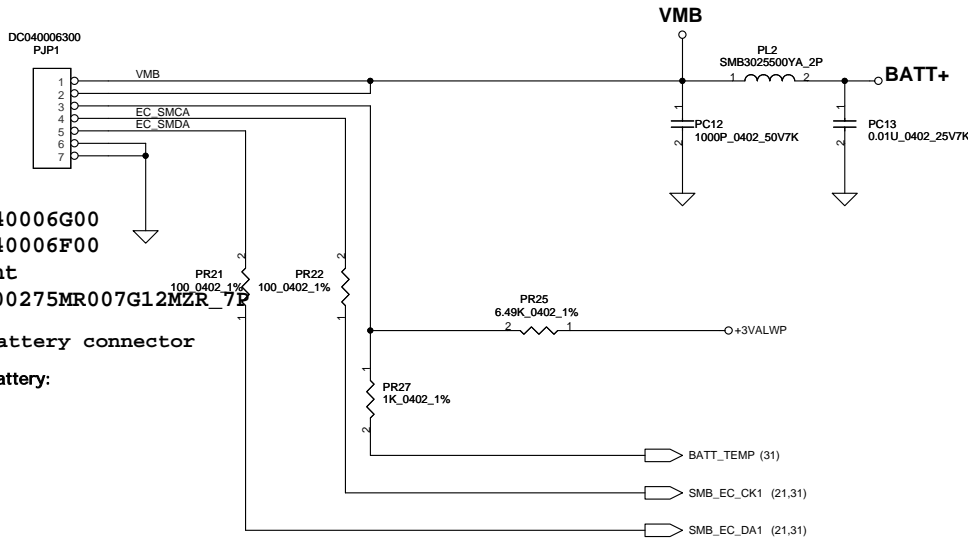 VMB
DC040006300
PJP1
PL2
SMB3025500YA_2P
1
2
BATT+
1
2
3
4
5
6
7
VMB
EC_SMCA
EC_SMDA
1
2
PC12
1000P_0402_50V7K
1
2
PC13
0.01U_0402_25V7K
40006G00
40006F00
nt
00275MR007G12MZR_7P
attery connector
attery:
2
1
PR21
100_0402_1%
2
1
PR22
100_0402_1%
PR25
6.49K_0402_1%
2
1
+3VALWP
1
2
PR27
1K_0402_1%
BATT_TEMP (31)
SMB_EC_CK1 (21,31)
SMB_EC_DA1 (21,31)